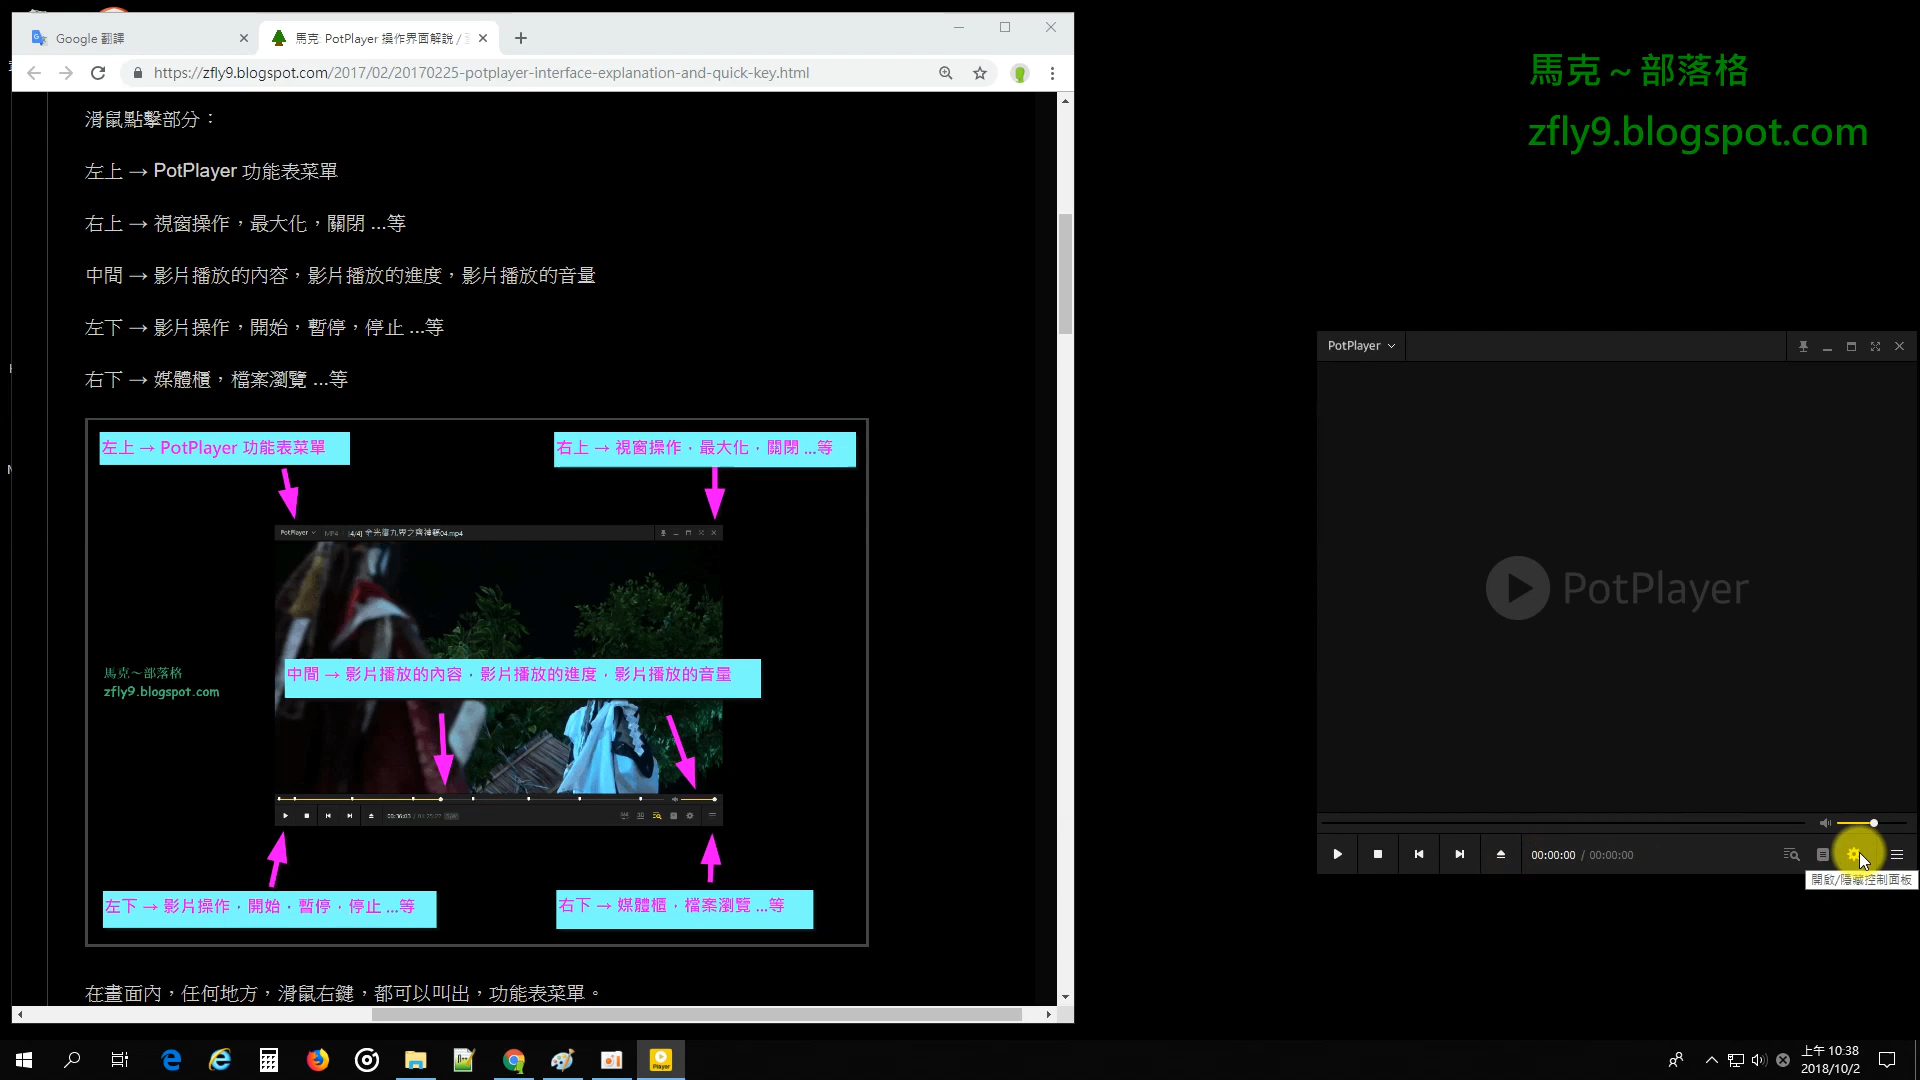 Google 翻譯
馬克: PotPlayer 操作界面解說 /
https://zfly9.blogspot.com/2017/02/20170225-potplayer-interface-explanation-and-quick-key.html
滑鼠點擊部分：
左上 → PotPlayer 功能表菜單
右上 → 視窗操作，最大化，關閉 ...等
中間 → 影片播放的內容，影片播放的進度，影片播放的音量
左下 → 影片操作，開始，暫停，停止 ...等
右下 → 媒體櫃，檔案瀏覽 ...等
左上 → PotPlayer 功能表菜單
右上 → 視窗操作，最大化，關閉 ...等
PotPlayer
MP4
[4/4]
馬克～部落格
zfly9.blogspot.com
中間 → 影片播放的內容，影片播放的進度，影片播放的音量
左下 → 影片操作，開始，暫停，停止 ...等
右下 → 媒體櫃，檔案瀏覽 ...等
在畫面內，任何地方，滑鼠右鍵，都可以叫出，功能表菜單。
馬克～部落格
zfly9.blogspot.com
PotPlayer
PotPlayer
00:00:00 / 00:00:00
開啟/隱藏控制面板
Player
上午 10:38
2018/10/2